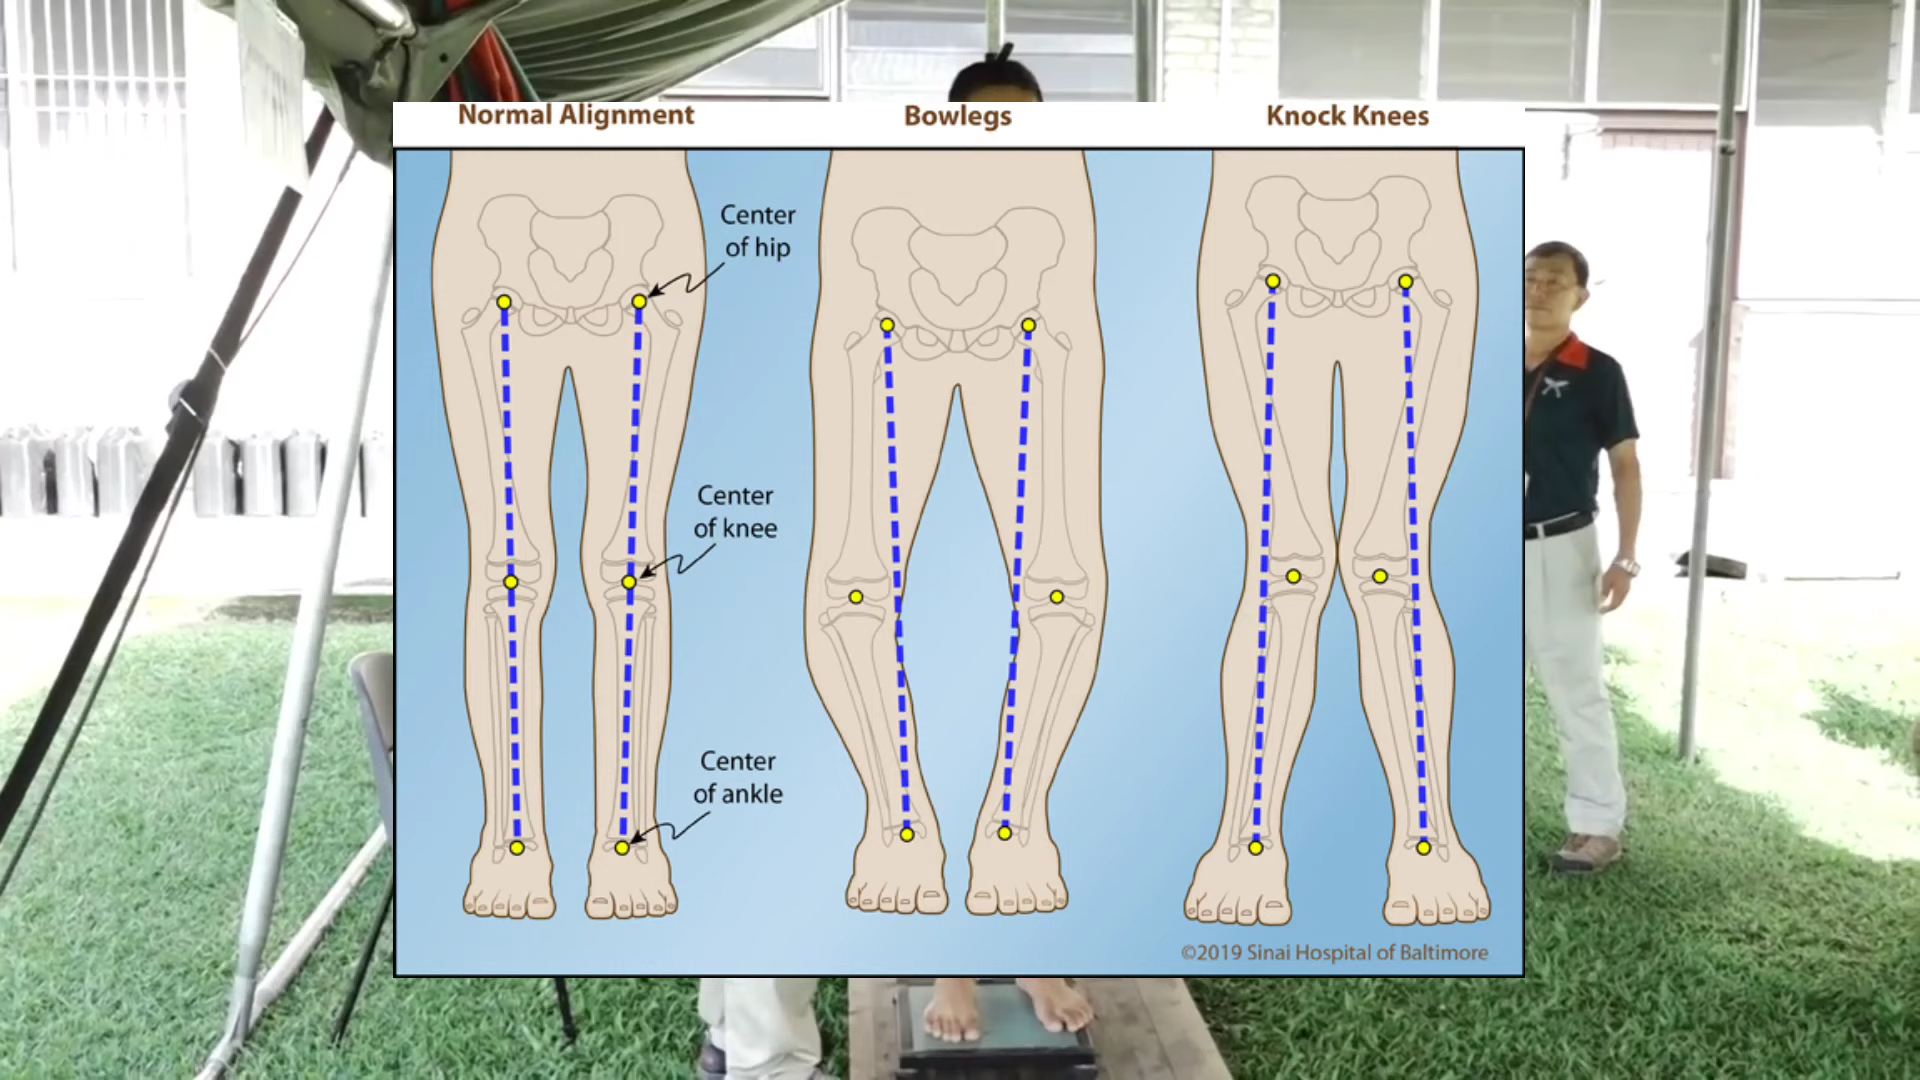 Normal Alignment
Bowlegs
Knock Knees
Center
of hip
Center
of knee
Center
of ankle
©2019 Sinai Hospital of Baltimore